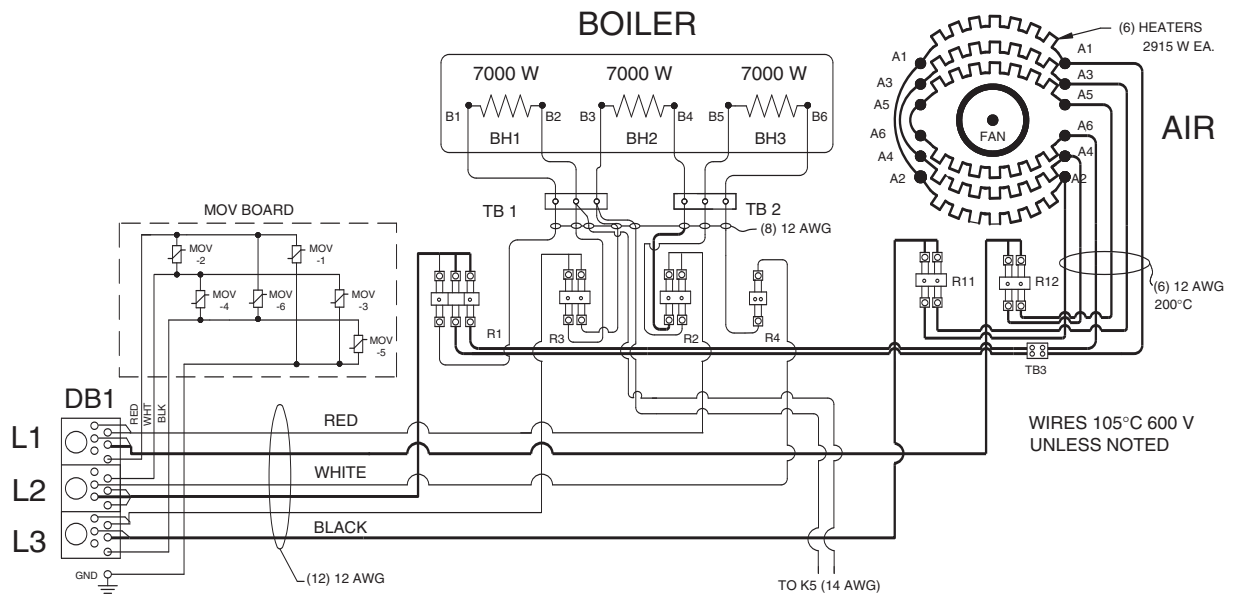 BOILER
(6) HEATERS
2915 W EA.
7000 W
7000 W
7000 W
B1
B2
B3
B4
B5
B6
BH1
BH2
BH3
A1
A3
A5
A6
A4
A2
A1
A3
A5
A6
A4
A2
FAN
AIR
TB 1
TB 2
(8) 12 AWG
MOV BOARD
MOV
-2
MOV
-1
MOV
-4
MOV
-6
MOV
-3
MOV
-5
R1
R3
R2
R4
R11
R12
(6) 12 AWG
200°C
TB3
DB1
RED
WHT
BLK
L1
RED
WIRES 105°C 600 V
UNLESS NOTED
L2
WHITE
L3
BLACK
GND
(12) 12 AWG
TO K5 (14 AWG)